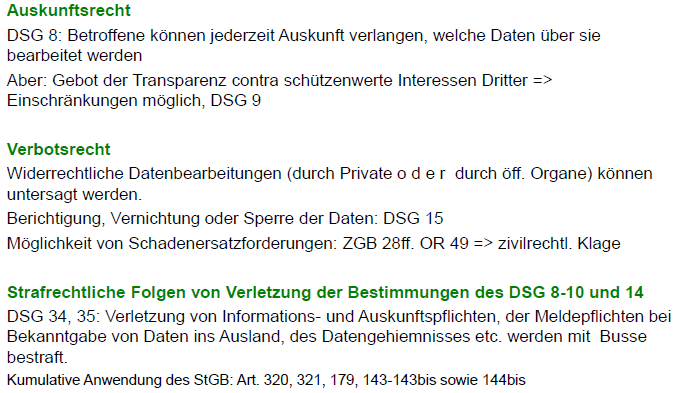 Auskunftsrecht
DSG 8: Betroffene können jederzeit Auskunft verlangen, welche Daten über sie
bearbeitet werden
Aber: Gebot der Transparenz contra schützenwerte Interessen Dritter =>
Einschränkungen möglich, DSG 9
Verbotsrecht
Widerrechtliche Datenbearbeitungen (durch Private o d e r durch öff. Organe) können
untersagt werden.
Berichtigung, Vernichtung oder Sperre der Daten: DSG 15
Möglichkeit von Schadenersatzforderungen: ZGB 28ff. OR 49 => zivilrechtl. Klage
Strafrechtliche Folgen von Verletzung der Bestimmungen des DSG 8-10 und 14
DSG 34, 35: Verletzung von Informations- und Auskunftspflichten, der Meldepflichten bei
Bekanntgabe von Daten ins Ausland, des Datengehiemnisses etc. werden mit Busse
bestraft.
Kumulative Anwendung des StGB: Art. 320, 321, 179, 143-143bis sowie 144bis